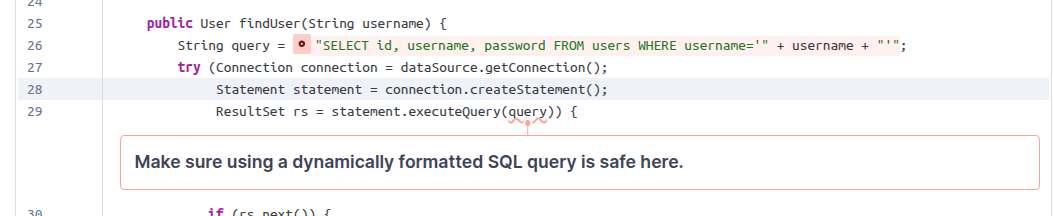 24
25 public User findUser(String username) {
26 String query = "SELECT id, username, password FROM users WHERE username='" + username + "'";
27 try (Connection connection = dataSource.getConnection();
28 Statement statement = connection.createStatement();
29 ResultSet rs = statement.executeQuery(query)) {
Make sure using a dynamically formatted SQL query is safe here.
30 if (rs.next()) {